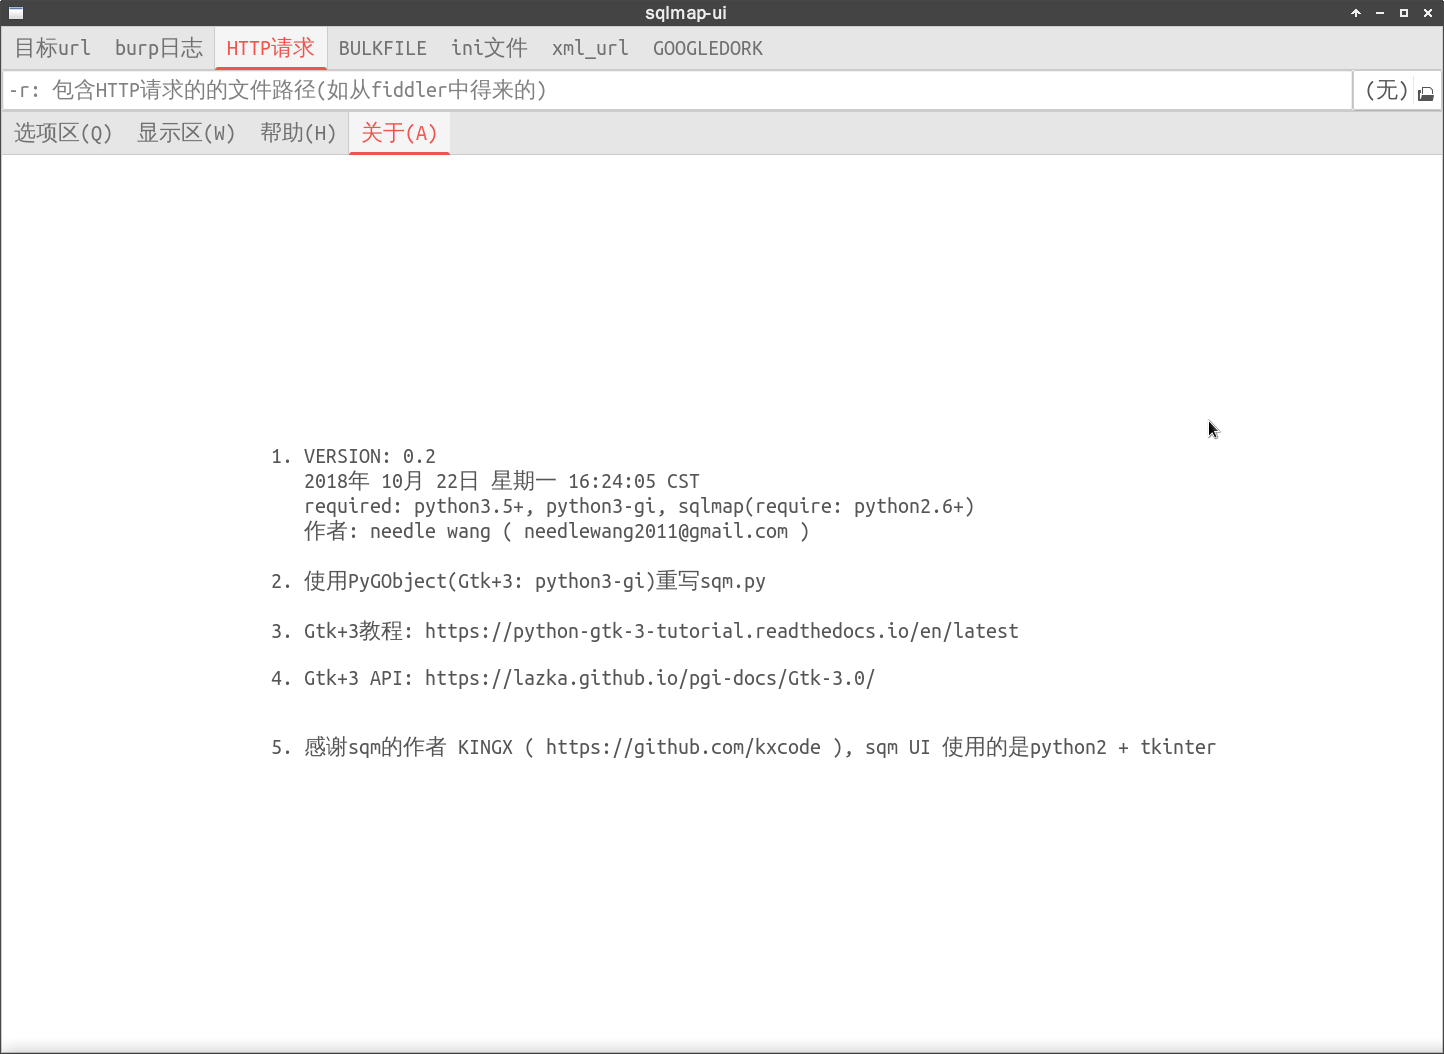 sqlmap-ui
目标url burp日志 HTTP请求 BULKFILE ini文件 xml_url GOOGLEDORK
-r: 包含HTTP请求的的文件路径(如从fiddler中得来的) (无)
选项区(Q) 显示区(W) 帮助(H) 关于(A)
1. VERSION: 0.2
2018年 10月 22日 星期一 16:24:05 CST
required: python3.5+, python3-gi, sqlmap(require: python2.6+)
作者: needle wang ( needlewang2011@gmail.com )
2. 使用PyGObject(Gtk+3: python3-gi)重写sqm.py
3. Gtk+3教程: https://python-gtk-3-tutorial.readthedocs.io/en/latest
4. Gtk+3 API: https://lazka.github.io/pgi-docs/Gtk-3.0/
5. 感谢sqm的作者 KINGX ( https://github.com/kxcode ), sqm UI 使用的是python2 + tkinter